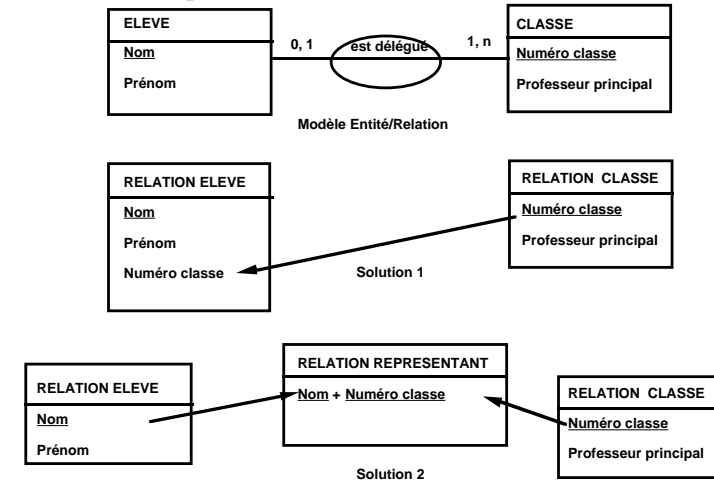 ELEVE
Nom
Prénom
0, 1
est délégué
1, n
CLASSE
Numéro classe
Professeur principal
Modèle Entité/Relation
RELATION ELEVE
Nom
Prénom
Numéro classe
RELATION CLASSE
Numéro classe
Professeur principal
Solution 1
RELATION ELEVE
Nom
Prénom
RELATION REPRESENTANT
Nom + Numéro classe
RELATION CLASSE
Numéro classe
Professeur principal
Solution 2